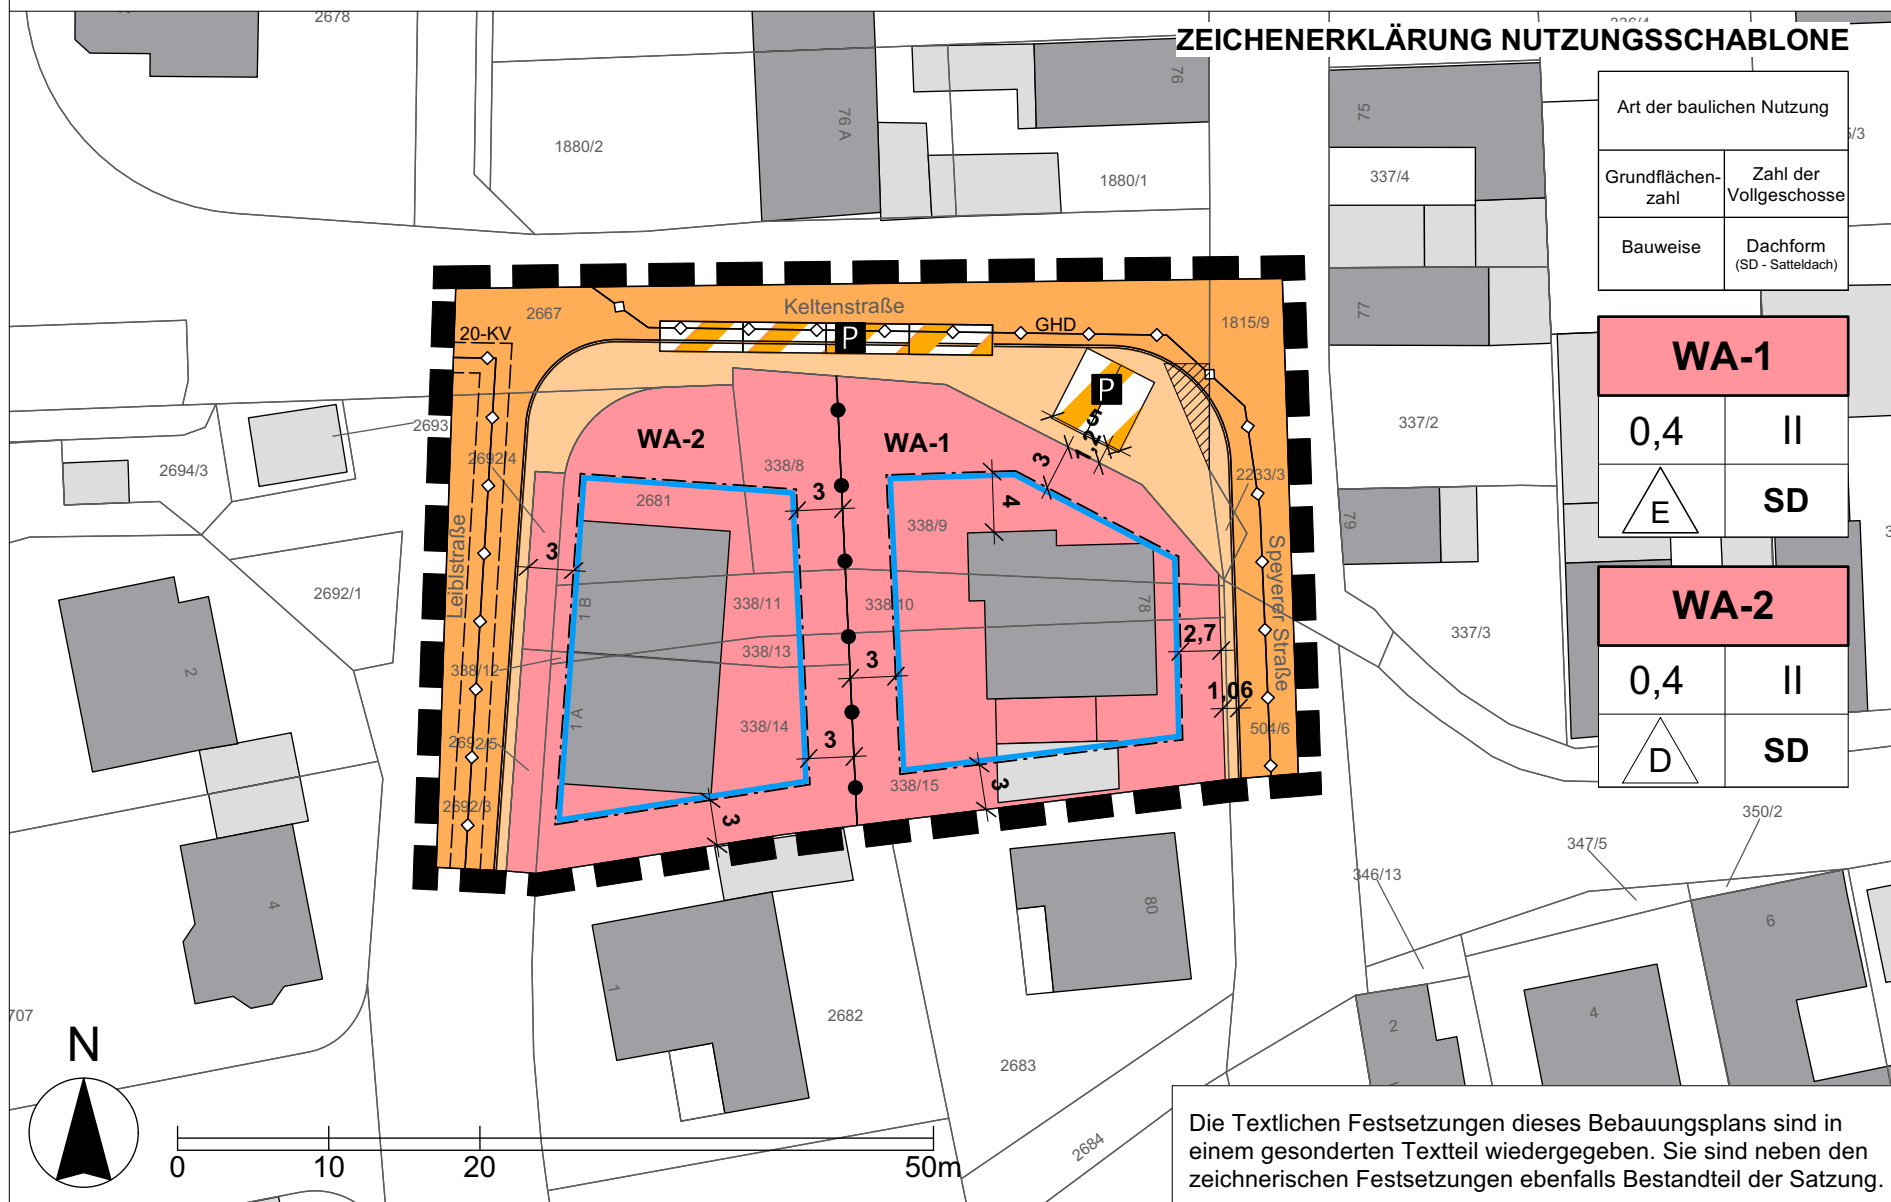 2678
ZEICHENERKLÄRUNG NUTZUNGSSCHABLONE
Art der baulichen Nutzung
Grundflächen-
zahl
Zahl der
Vollgeschosse
Bauweise
Dachform
(SD - Satteldach)
WA-1
0,4
II
E
SD
WA-2
0,4
II
D
SD
76 A
76
75
1880/2
1880/1
337/4
77
Keltenstraße
2667
20-KV
P
GHD
1815/9
P
1,25
3
337/2
2693
2694/3
2692/4
WA-2
WA-1
338/8
2681
3
338/9
4
2233/3
79
Leiblstraße
Speyerer Straße
3
2692/1
1 B
338/11
338/10
78
2,7
337/3
338/12
338/13
3
1,06
2
1 A
338/14
504/6
2692/5
3
338/15
3
2692/3
3
350/2
347/5
346/13
4
80
6
1
2682
2
4
707
N
2683
2684
0
10
20
50m
Die Textlichen Festsetzungen dieses Bebauungsplans sind in
einem gesonderten Textteil wiedergegeben. Sie sind neben den
zeichnerischen Festsetzungen ebenfalls Bestandteil der Satzung.